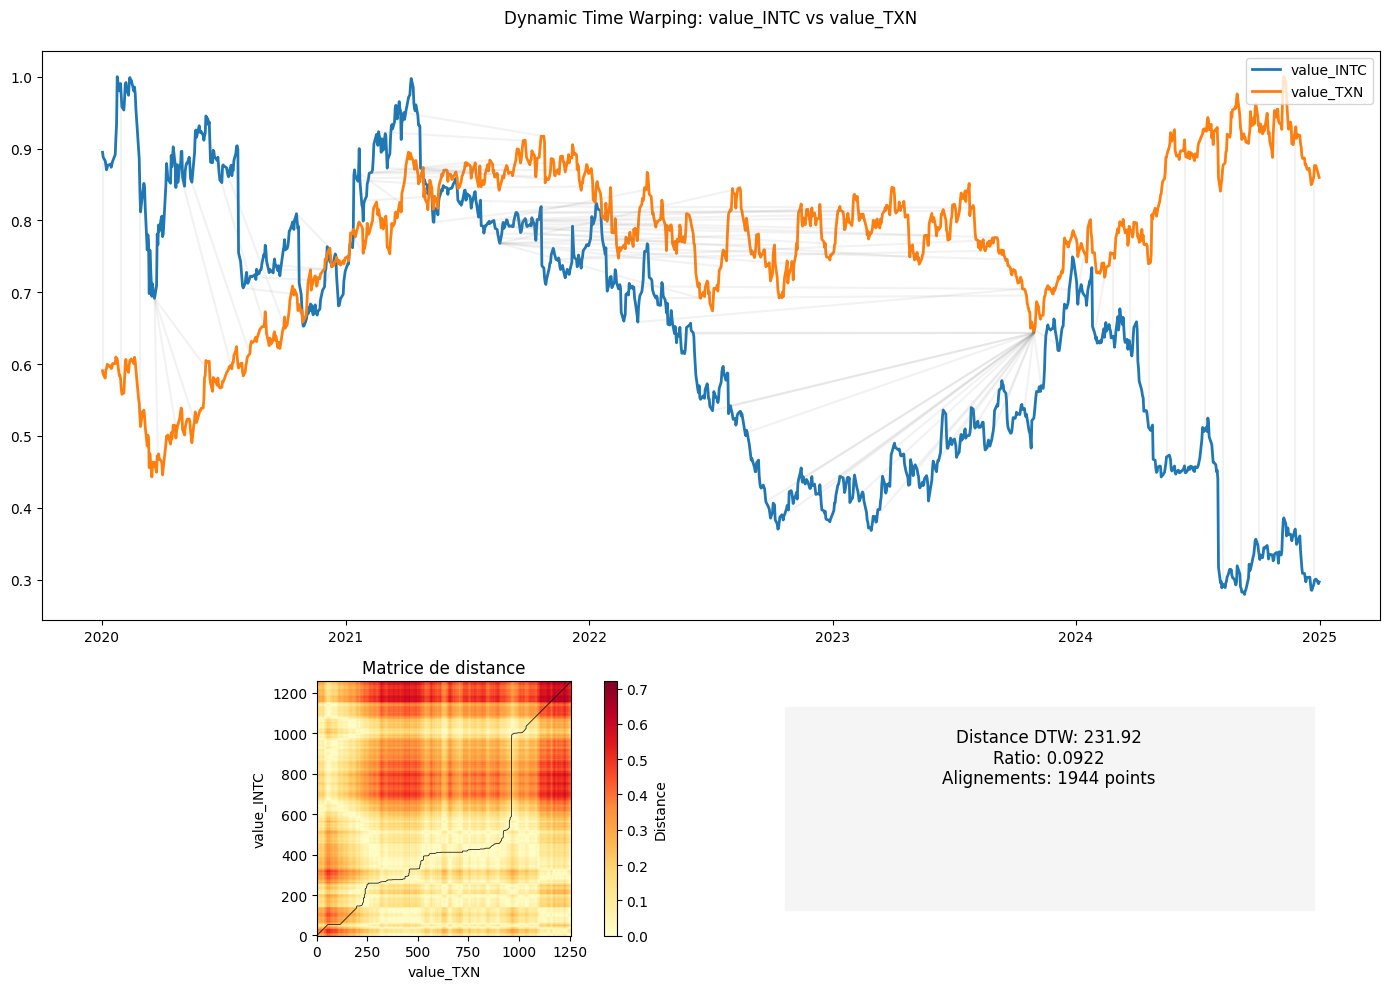 Dynamic Time Warping: value_INTC vs value_TXN
value_INTC
value_TXN
1.0
0.9
0.8
0.7
0.6
0.5
0.4
0.3
2020 2021 2022 2023 2024 2025
Matrice de distance
value_INTC
1200
1000
800
600
400
200
0
0 250 500 750 1000 1250
value_TXN
0.7
0.6
0.5
0.4
0.3
0.2
0.1
0.0
Distance
Distance DTW: 231.92
Ratio: 0.0922
Alignements: 1944 points